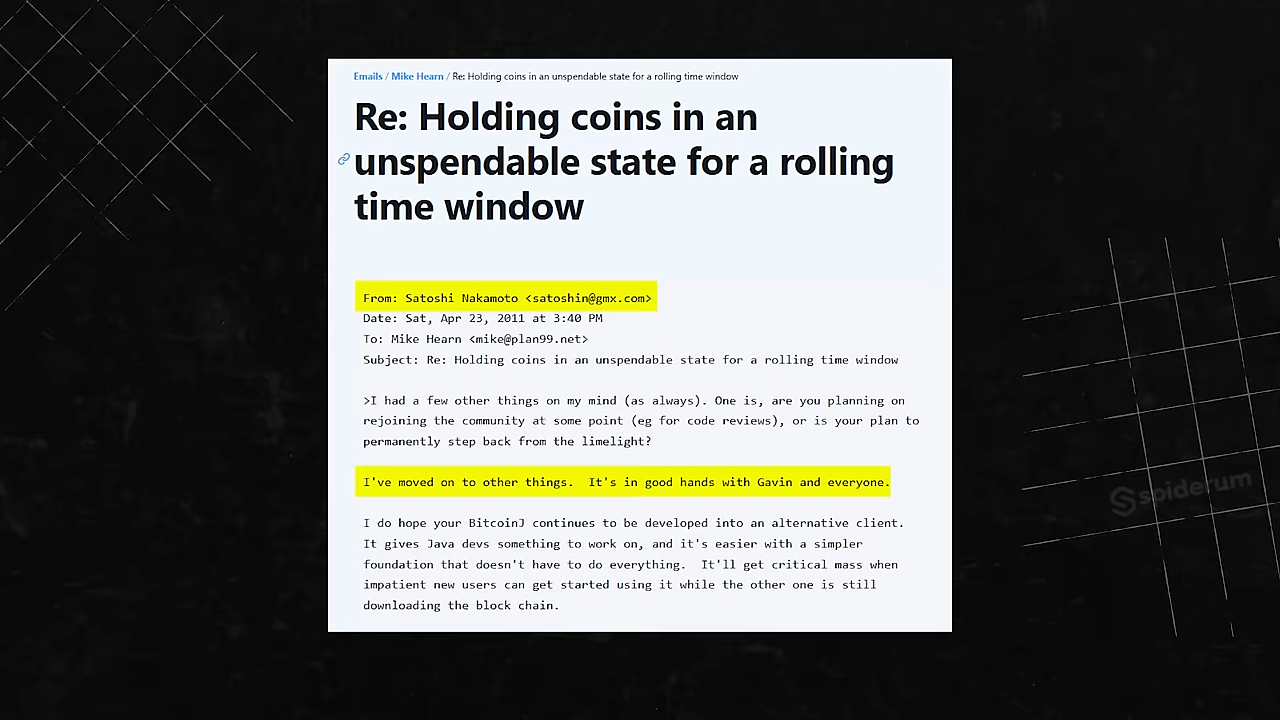 Emails / Mike Hearn / Re: Holding coins in an unspendable state for a rolling time window
Re: Holding coins in an
unspendable state for a rolling
time window
From: Satoshi Nakamoto <satoshin@gmx.com>
Date: Sat, Apr 23, 2011 at 3:40 PM
To: Mike Hearn <mike@plan99.net>
Subject: Re: Holding coins in an unspendable state for a rolling time window
>I had a few other things on my mind (as always). One is, are you planning on
rejoining the community at some point (eg for code reviews), or is your plan to
permanently step back from the limelight?
I've moved on to other things.  It's in good hands with Gavin and everyone.
I do hope your BitcoinJ continues to be developed into an alternative client.
It gives Java devs something to work on, and it's easier with a simpler
foundation that doesn't have to do everything.  It'll get critical mass when
impatient new users can get started using it while the other one is still
downloading the block chain.
spiderum